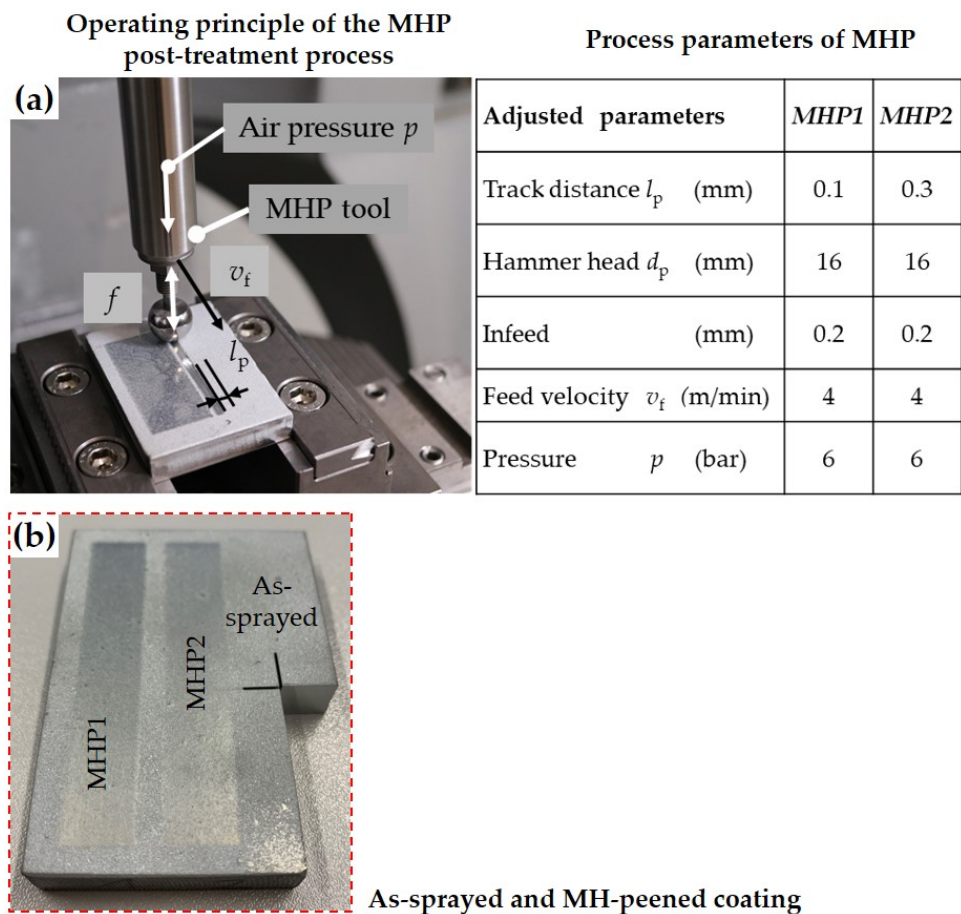 Operating principle of the MHP
post-treatment process
Process parameters of MHP
(a)
Air pressure p
MHP tool
f
vf
lp
Adjusted parameters MHP1 MHP2
Track distance lp (mm) 0.1 0.3
Hammer head dp (mm) 16 16
Infeed (mm) 0.2 0.2
Feed velocity vf (m/min) 4 4
Pressure p (bar) 6 6
(b)
As-
sprayed
MHP1
MHP2
As-sprayed and MH-peened coating